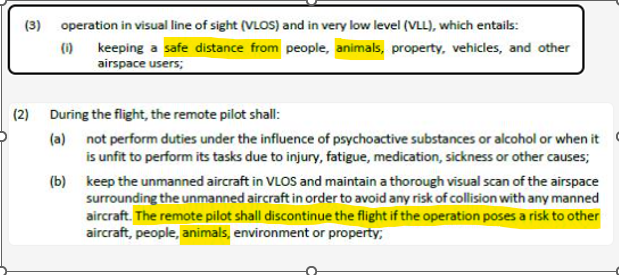 (3) operation in visual line of sight (VLOS) and in very low level (VLL), which entails:
(i) keeping a safe distance from people, animals, property, vehicles, and other
airspace users;
(2) During the flight, the remote pilot shall:
(a) not perform duties under the influence of psychoactive substances or alcohol or when it
is unfit to perform its tasks due to injury, fatigue, medication, sickness or other causes;
(b) keep the unmanned aircraft in VLOS and maintain a thorough visual scan of the airspace
surrounding the unmanned aircraft in order to avoid any risk of collision with any manned
aircraft. The remote pilot shall discontinue the flight if the operation poses a risk to other
aircraft, people, animals, environment or property;